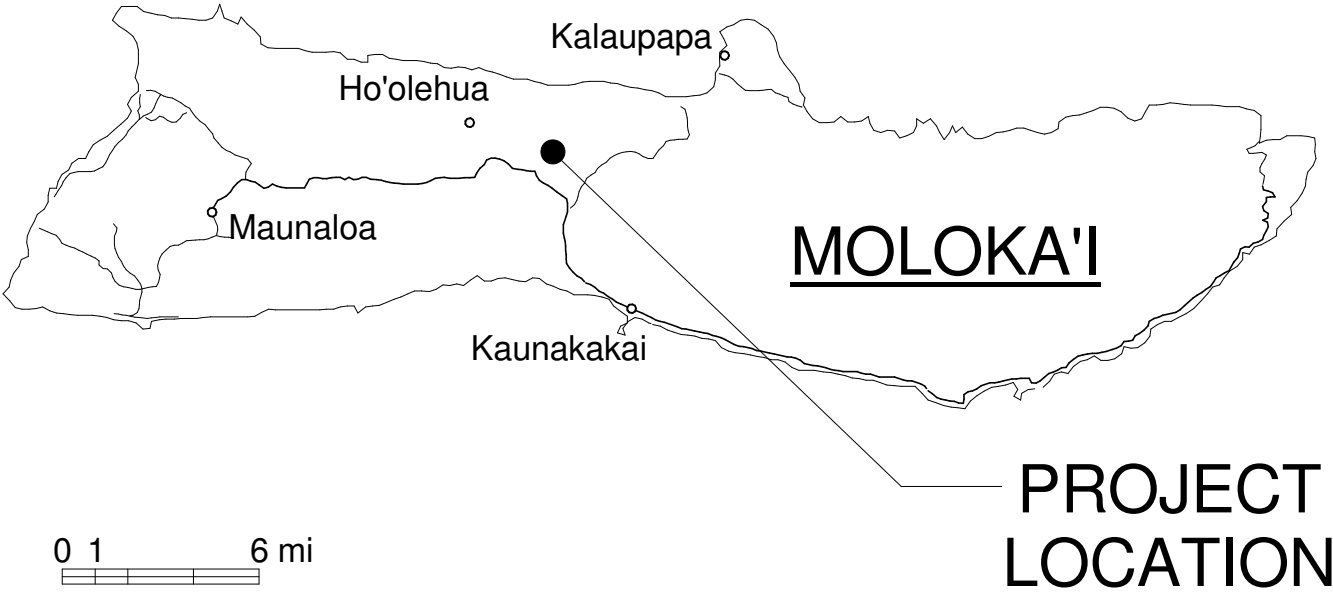 Kalaupapa
Ho'olehua
Maunaloa
MOLOKA'I
Kaunakakai
PROJECT
LOCATION
0 1 6 mi